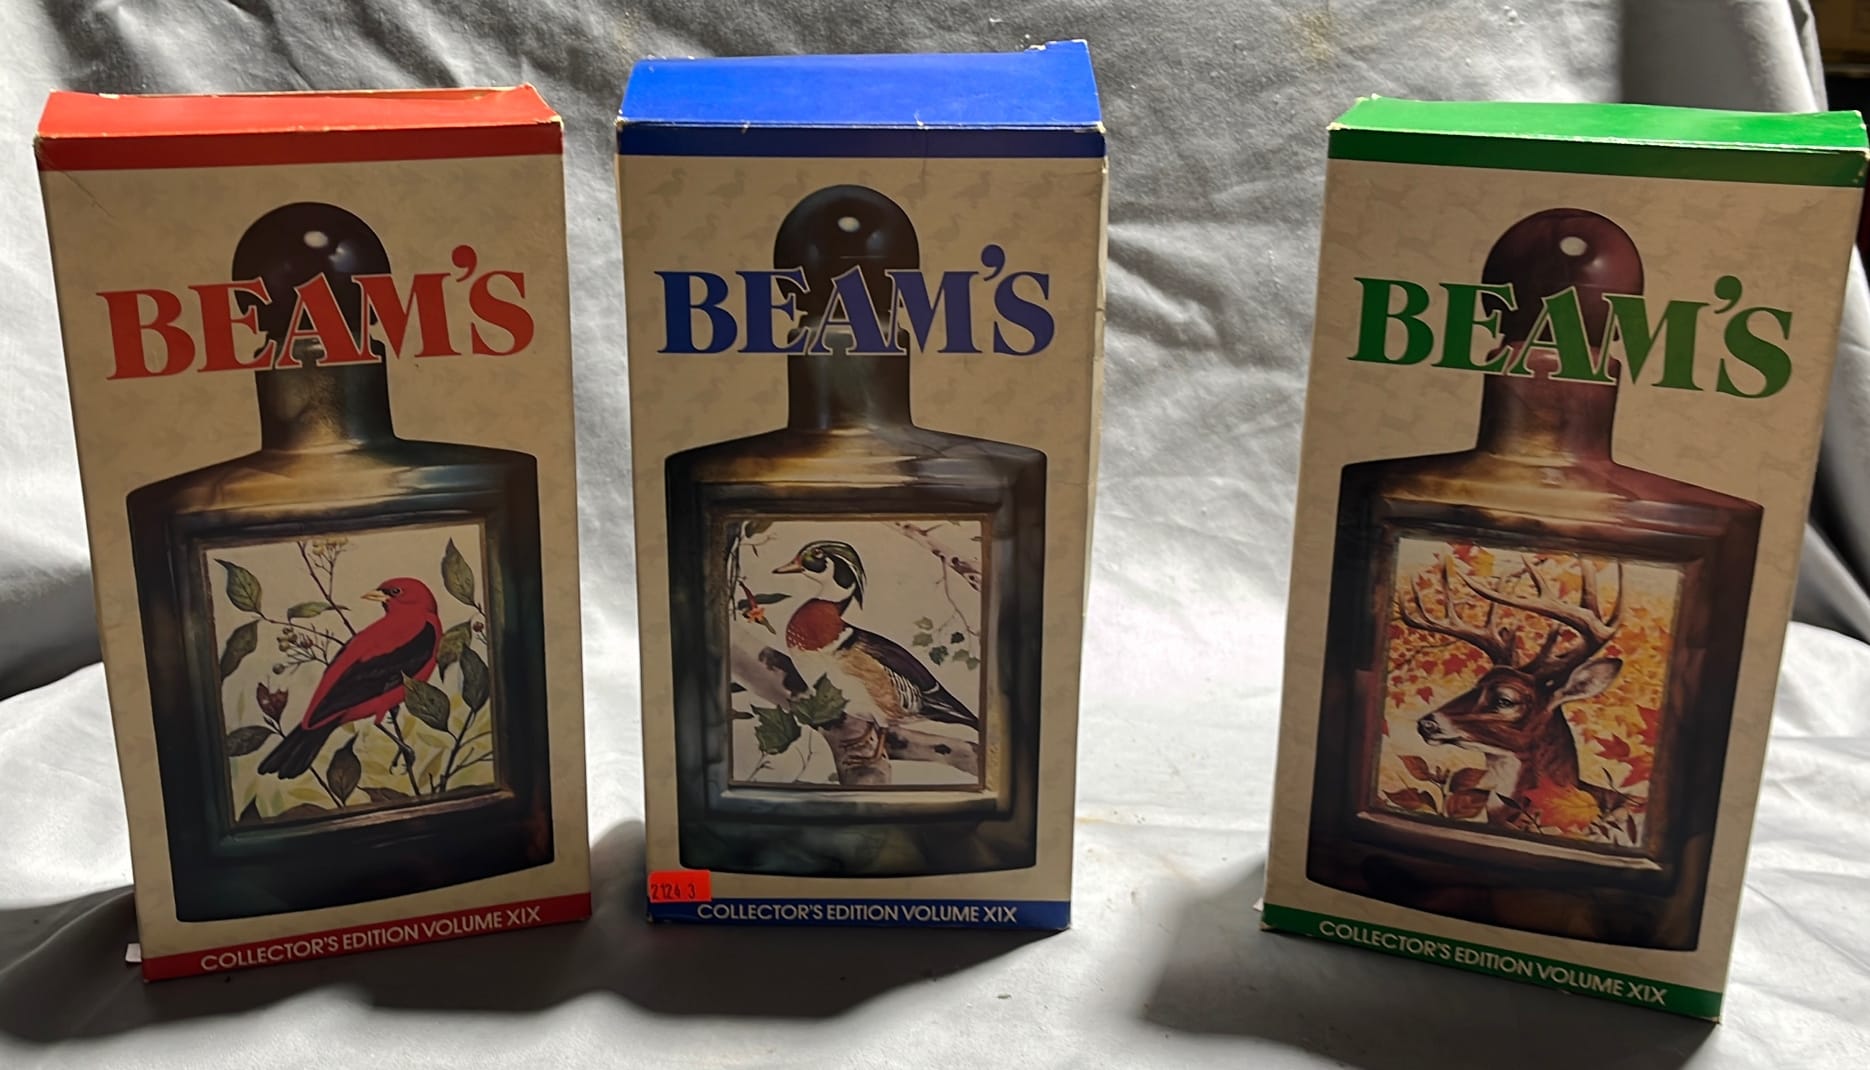 BEAM'S
COLLECTOR'S EDITION VOLUME XIX
BEAM'S
2124 3
COLLECTOR'S EDITION VOLUME XIX
BEAM'S
COLLECTOR'S EDITION VOLUME XIX